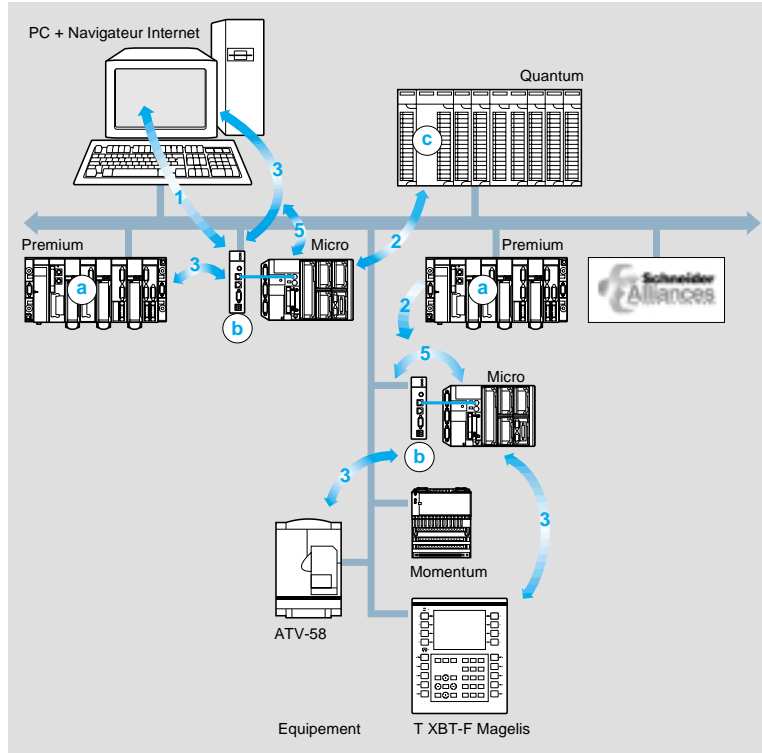 PC + Navigateur Internet
Quantum
c
3
1
5
2
Premium
Micro
Premium
3
a
a
b
Schneider
Alliances
2
5
Micro
b
3
3
Momentum
ATV-58
Equipement
T XBT-F Magelis